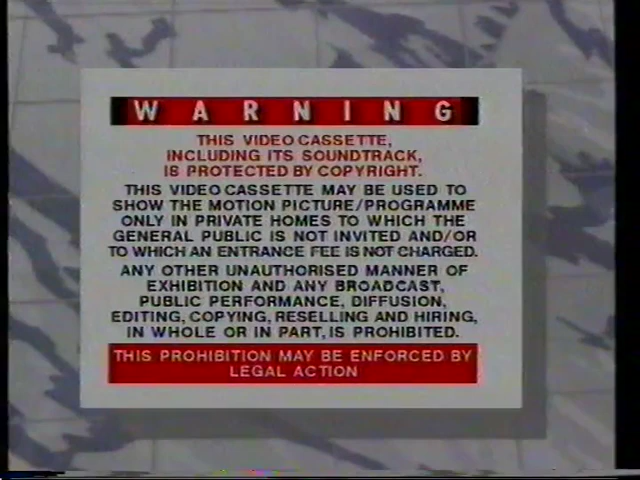 WARNING
THIS VIDEO CASSETTE,
INCLUDING ITS SOUNDTRACK,
IS PROTECTED BY COPYRIGHT.
THIS VIDEO CASSETTE MAY BE USED TO
SHOW THE MOTION PICTURE/PROGRAMME
ONLY IN PRIVATE HOMES TO WHICH THE
GENERAL PUBLIC IS NOT INVITED AND/OR
TO WHICH AN ENTRANCE FEE IS NOT CHARGED.
ANY OTHER UNAUTHORISED MANNER OF
EXHIBITION AND ANY BROADCAST,
PUBLIC PERFORMANCE, DIFFUSION,
EDITING, COPYING, RESELLING AND HIRING,
IN WHOLE OR IN PART, IS PROHIBITED.
THIS PROHIBITION MAY BE ENFORCED BY
LEGAL ACTION